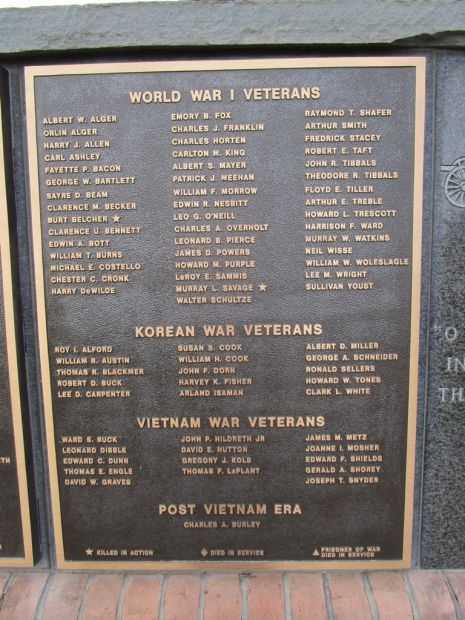 WORLD WAR I VETERANS
ALBERT W. ALGER
ORLIN ALGER
HARRY J. ALLEN
CARL ASHLEY
FAYETTE P. BACON
GEORGE W. BARTLETT
SAYRE D. BEAM
CLARENCE M. BECKER
BURT BELCHER ★
CLARENCE U. BENNETT
EDWIN A. BOTT
WILLIAM T. BURNS
MICHAEL E. COSTELLO
CHESTER C. CRONK
HARRY DeWILDE
EMORY B. FOX
CHARLES J. FRANKLIN
CHARLES HORTEN
CARLTON W. KING
ALBERT S. MAYER
PATRICK J. MEEHAN
WILLIAM F. MORROW
EDWIN R. NESBITT
LEO G. O'NEILL
CHARLES A. OVERHOLT
LEONARD B. PIERCE
JAMES D. POWERS
HOWARD M. PURPLE
LeROY E. SAMMIS
MURRAY L. SAVAGE ★
WALTER SCHULTZE
RAYMOND T. SHAFER
ARTHUR SMITH
FREDRICK STACEY
ROBERT E. TAFT
JOHN R. TIBBALS
THEODORE R. TIBBALS
FLOYD E. TILLER
ARTHUR E. TREBLE
HOWARD L. TRESCOTT
HARRISON F. WARD
MURRAY W. WATKINS
NEIL WISSE
WILLIAM W. WOLESLAGLE
LEE M. WRIGHT
SULLIVAN YOUST
KOREAN WAR VETERANS
ROY I. ALFORD
WILLIAM R. AUSTIN
THOMAS K. BLACKMER
ROBERT D. BUCK
LEE D. CARPENTER
SUSAN S. COOK
WILLIAM H. COOK
JOHN F. DORN
HARVEY K. FISHER
ARLAND ISEMAN
ALBERT D. MILLER
GEORGE A. SCHNEIDER
RONALD SELLERS
HOWARD W. TONES
CLARK L. WHITE
VIETNAM WAR VETERANS
WARD S. BUCK
LEONARD DIBBLE
EDWARD C. DUNN
THOMAS E. ENGLE
DAVID W. GRAVES
JOHN P. HILDRETH JR
DAVID E. HUTTON
GREGORY J. KOLB
THOMAS F. LePLANT
JAMES M. METZ
JOANNE I. MOSHER
EDWARD F. SHIELDS
GERALD A. SHOREY
JOSEPH T. SNYDER
POST VIETNAM ERA
CHARLES A. BURLEY
★ KILLED IN ACTION
◆ DIED IN SERVICE
▲ PRISONER OF WAR
DIED IN SERVICE
ETH
O
IN
TH